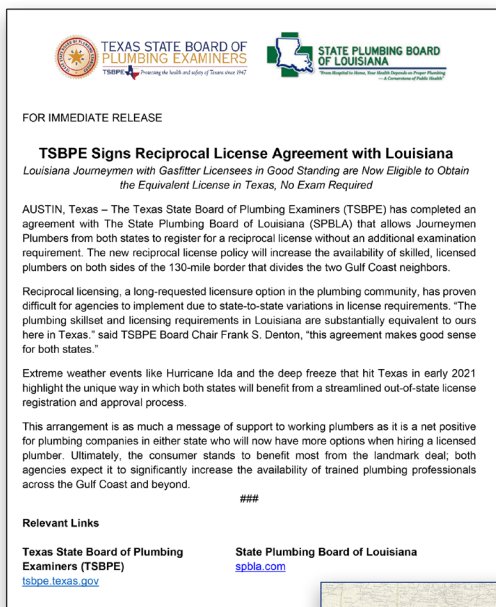 TEXAS STATE BOARD OF
PLUMBING EXAMINERS
TSBPE Protecting the health and safety of Texans since 1947
STATE PLUMBING BOARD
OF LOUISIANA
"From Hospital to Home, Your Health Depends on Proper Plumbing
— A Cornerstone of Public Health"
FOR IMMEDIATE RELEASE
TSBPE Signs Reciprocal License Agreement with Louisiana
Louisiana Journeymen with Gasfitter Licensees in Good Standing are Now Eligible to Obtain
the Equivalent License in Texas, No Exam Required
AUSTIN, Texas – The Texas State Board of Plumbing Examiners (TSBPE) has completed an
agreement with The State Plumbing Board of Louisiana (SPBLA) that allows Journeymen
Plumbers from both states to register for a reciprocal license without an additional examination
requirement. The new reciprocal license policy will increase the availability of skilled, licensed
plumbers on both sides of the 130-mile border that divides the two Gulf Coast neighbors.
Reciprocal licensing, a long-requested licensure option in the plumbing community, has proven
difficult for agencies to implement due to state-to-state variations in license requirements. “The
plumbing skillset and licensing requirements in Louisiana are substantially equivalent to ours
here in Texas.” said TSBPE Board Chair Frank S. Denton, “this agreement makes good sense
for both states.”
Extreme weather events like Hurricane Ida and the deep freeze that hit Texas in early 2021
highlight the unique way in which both states will benefit from a streamlined out-of-state license
registration and approval process.
This arrangement is as much a message of support to working plumbers as it is a net positive
for plumbing companies in either state who will now have more options when hiring a licensed
plumber. Ultimately, the consumer stands to benefit most from the landmark deal; both
agencies expect it to significantly increase the availability of trained plumbing professionals
across the Gulf Coast and beyond.
###
Relevant Links
Texas State Board of Plumbing
Examiners (TSBPE)
tsbpe.texas.gov
State Plumbing Board of Louisiana
spbla.com